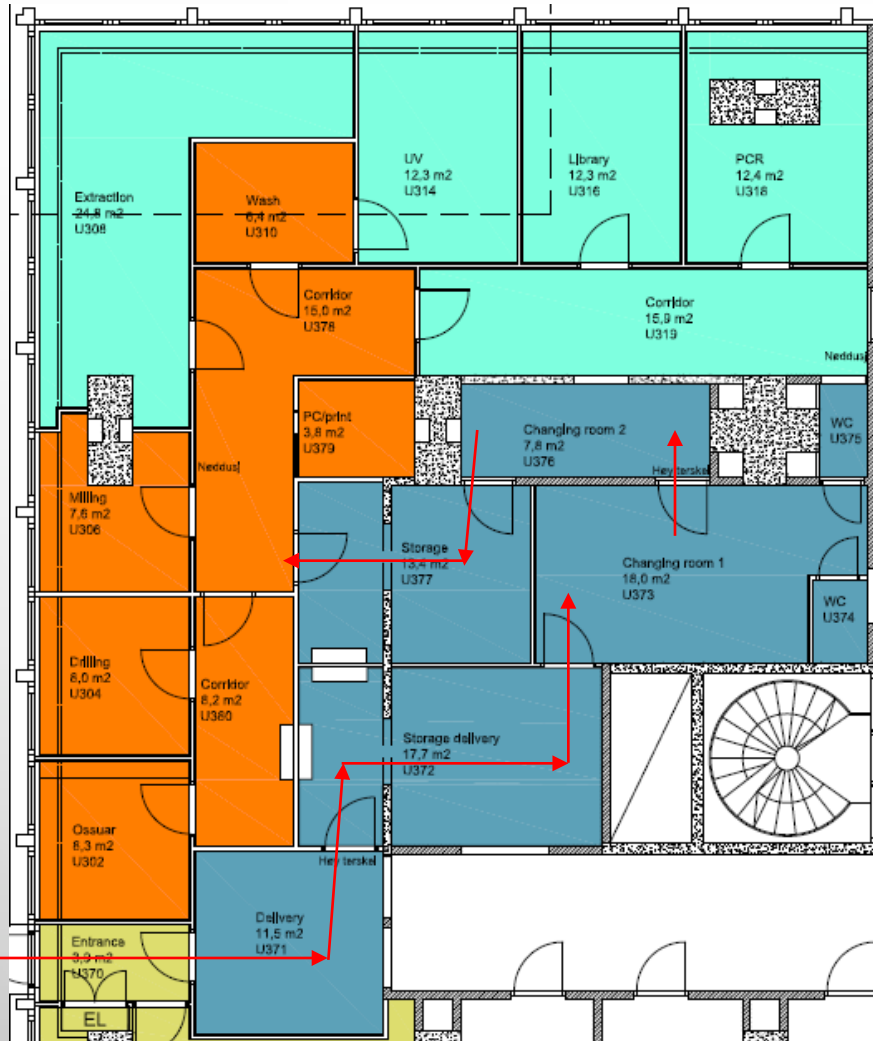 UV
12,3 m2
U314
Library
12,3 m2
U316
PCR
12,4 m2
U318
Extraction
24,8 m2
U308
Wash
6,4 m2
U310
Corridor
15,0 m2
U378
Corridor
15,9 m2
U319
Nøddusj
PC/print
3,8 m2
U379
Changing room 2
7,8 m2
U376
WC
U375
Nøddusj
Høy terskel
Milling
7,6 m2
U306
Storage
13,4 m2
U377
Changing room 1
18,0 m2
U373
WC
U374
Drilling
8,0 m2
U304
Corridor
8,2 m2
U380
Storage delivery
17,7 m2
U372
Ossuar
8,3 m2
U302
Høy terskel
Delivery
11,5 m2
U371
Entrance
3,9 m2
U370
EL